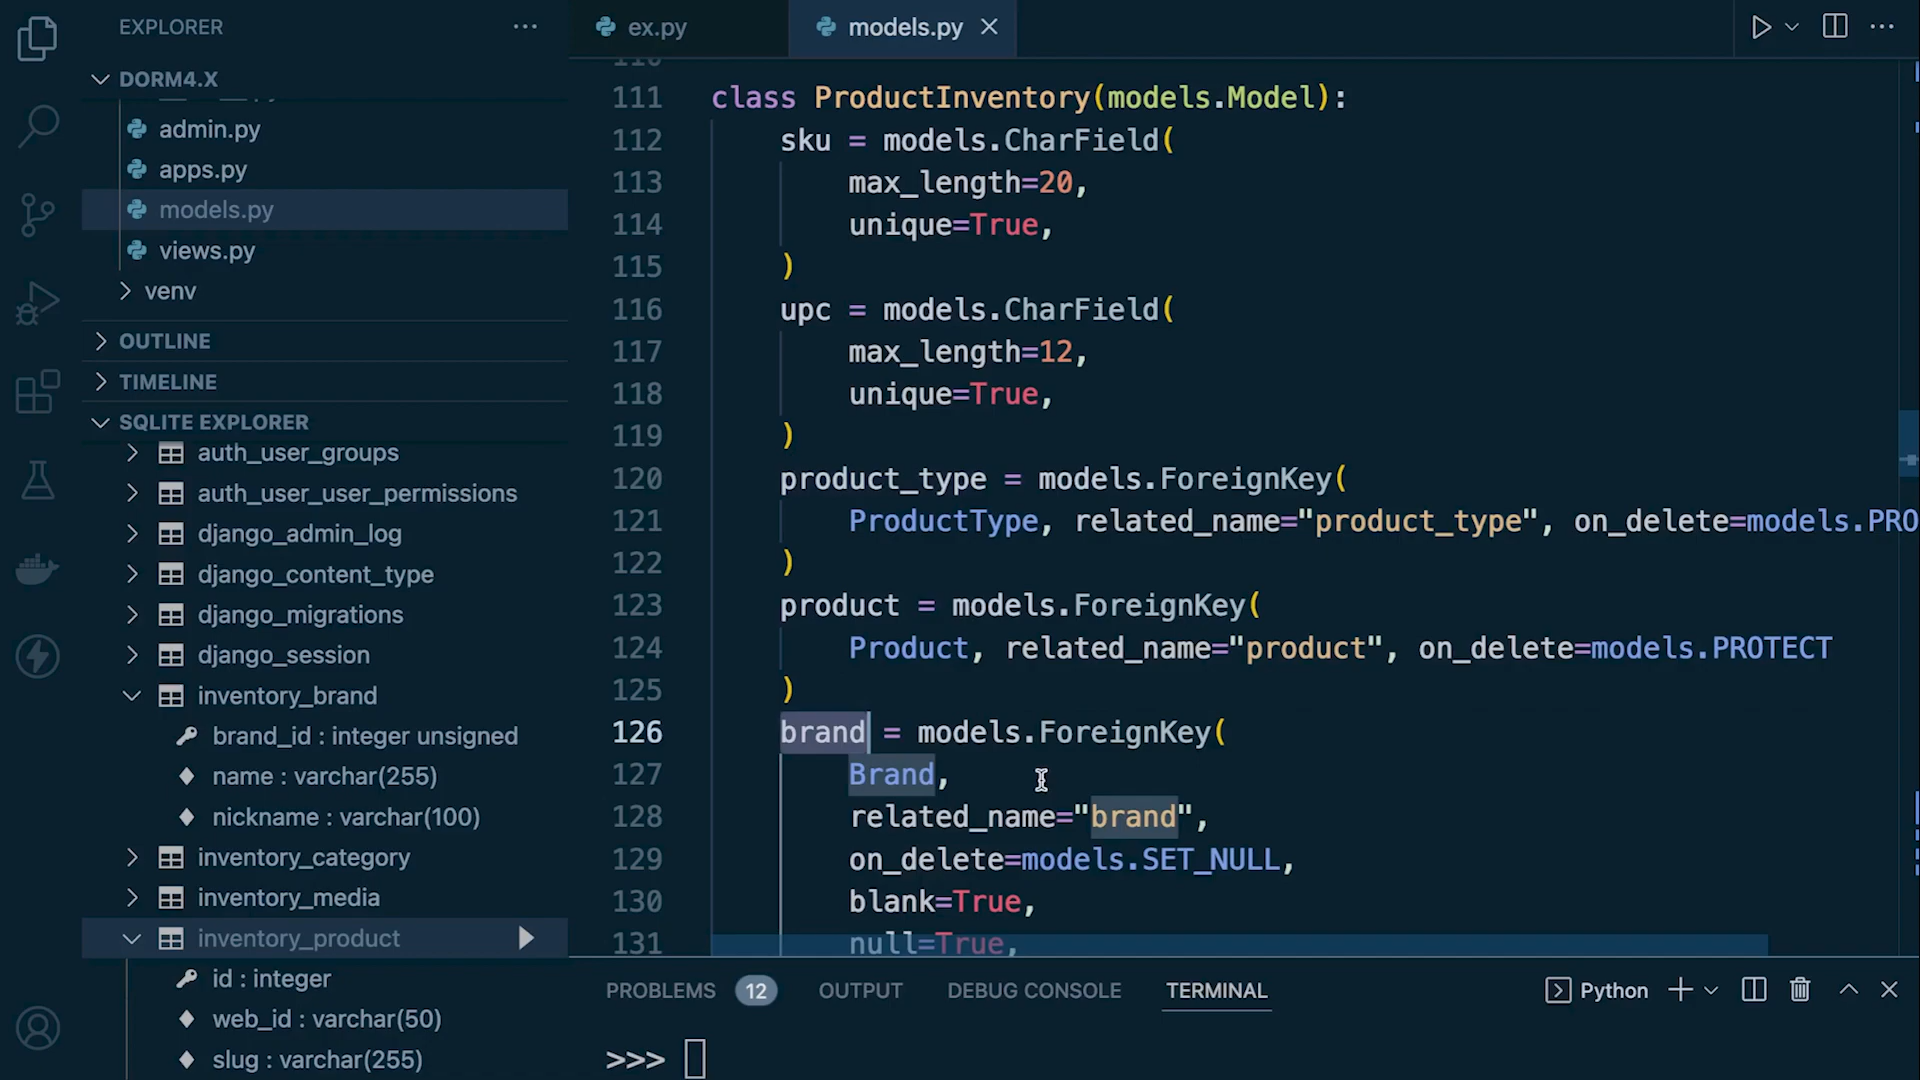 EXPLORER
DORM4.X
admin.py
apps.py
models.py
views.py
venv
OUTLINE
TIMELINE
SQLITE EXPLORER
auth_user_groups
auth_user_user_permissions
django_admin_log
django_content_type
django_migrations
django_session
inventory_brand
brand_id : integer unsigned
name : varchar(255)
nickname : varchar(100)
inventory_category
inventory_media
inventory_product
id : integer
web_id : varchar(50)
slug : varchar(255)
ex.py
models.py
111 class ProductInventory(models.Model):
112 sku = models.CharField(
113 max_length=20,
114 unique=True,
115 )
116 upc = models.CharField(
117 max_length=12,
118 unique=True,
119 )
120 product_type = models.ForeignKey(
121 ProductType, related_name="product_type", on_delete=models.PRO
122 )
123 product = models.ForeignKey(
124 Product, related_name="product", on_delete=models.PROTECT
125 )
126 brand = models.ForeignKey(
127 Brand,
128 related_name="brand",
129 on_delete=models.SET_NULL,
130 blank=True,
131 null=True,
PROBLEMS 12 OUTPUT DEBUG CONSOLE TERMINAL Python
>>>